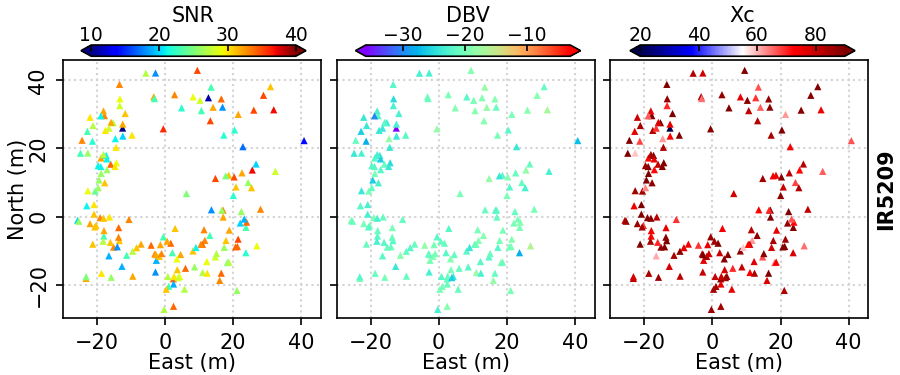 SNR DBV Xc
10 20 30 40 −30 −20 −10 20 40 60 80
40
20
0
−20
North (m)
IR5209
−20 0 20 40 −20 0 20 40 −20 0 20 40
East (m) East (m) East (m)